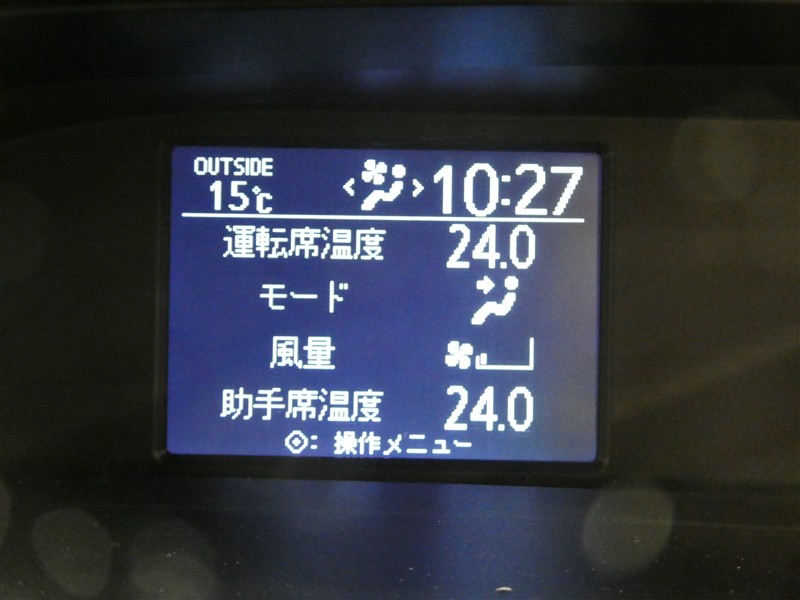 OUTSIDE
15℃ < > 10:27
運転席温度 24.0
モード
風量
助手席温度 24.0
: 操作メニュー